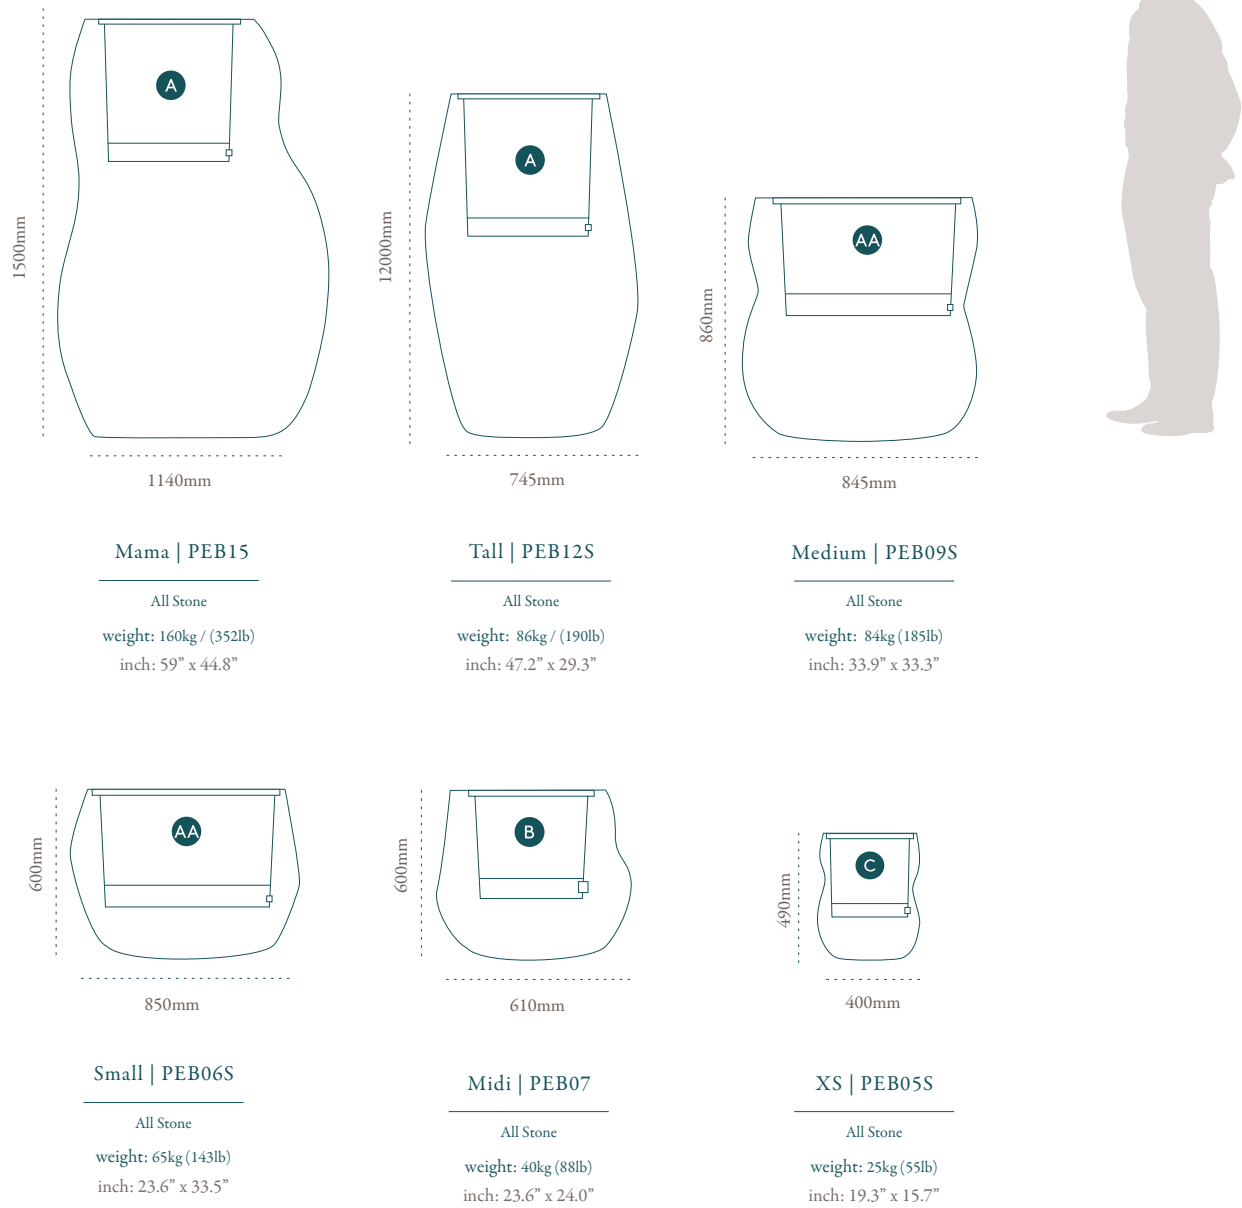 A
1500mm
1140mm
Mama | PEB15
All Stone
weight: 160kg / (352lb)
inch: 59” x 44.8”
A
12000mm
745mm
Tall | PEB12S
All Stone
weight: 86kg / (190lb)
inch: 47.2” x 29.3”
AA
860mm
845mm
Medium | PEB09S
All Stone
weight: 84kg (185lb)
inch: 33.9” x 33.3”
AA
600mm
850mm
Small | PEB06S
All Stone
weight: 65kg (143lb)
inch: 23.6” x 33.5”
B
600mm
610mm
Midi | PEB07
All Stone
weight: 40kg (88lb)
inch: 23.6” x 24.0”
C
490mm
400mm
XS | PEB05S
All Stone
weight: 25kg (55lb)
inch: 19.3” x 15.7”